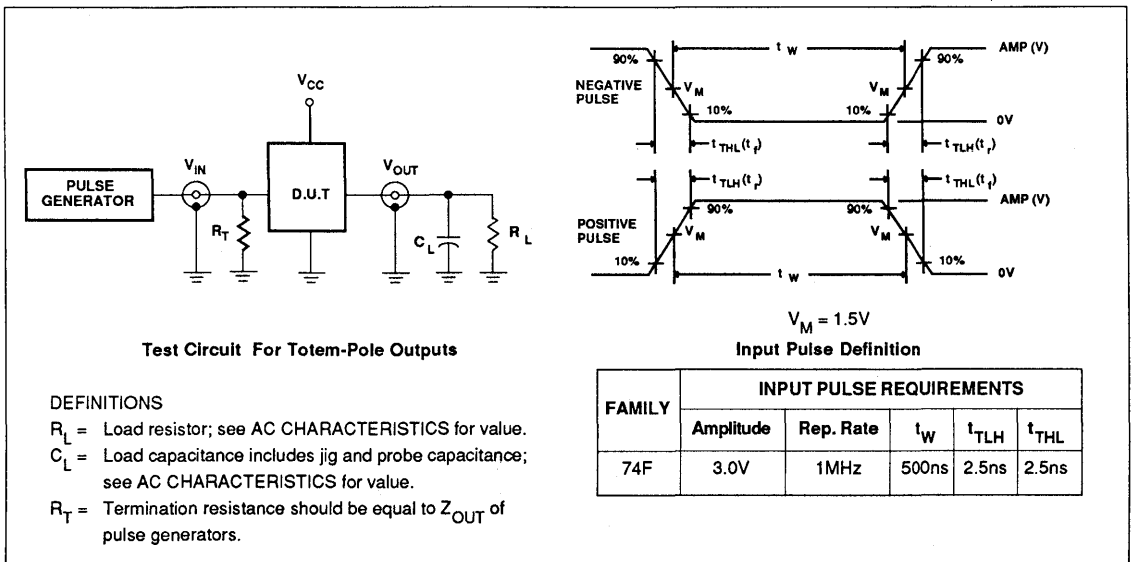 V_CC
V_IN
V_OUT
PULSE GENERATOR
D.U.T
R_T
C_L
R_L
Test Circuit For Totem-Pole Outputs
DEFINITIONS
R_L = Load resistor; see AC CHARACTERISTICS for value.
C_L = Load capacitance includes jig and probe capacitance;
see AC CHARACTERISTICS for value.
R_T = Termination resistance should be equal to Z_OUT of
pulse generators.
t_W
AMP (V)
90%
90%
NEGATIVE PULSE
V_M
V_M
10%
10%
0V
t_THL(t_f)
t_TLH(t_r)
t_TLH(t_r)
t_THL(t_f)
AMP (V)
90%
90%
POSITIVE PULSE
V_M
V_M
10%
10%
t_W
0V
V_M = 1.5V
Input Pulse Definition
FAMILY
INPUT PULSE REQUIREMENTS
Amplitude Rep. Rate t_W t_TLH t_THL
74F 3.0V 1MHz 500ns 2.5ns 2.5ns